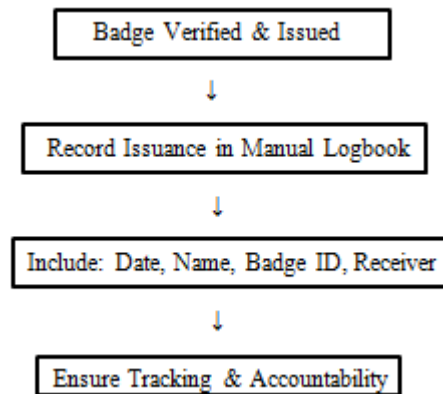 Badge Verified & Issued
↓
Record Issuance in Manual Logbook
↓
Include: Date, Name, Badge ID, Receiver
↓
Ensure Tracking & Accountability